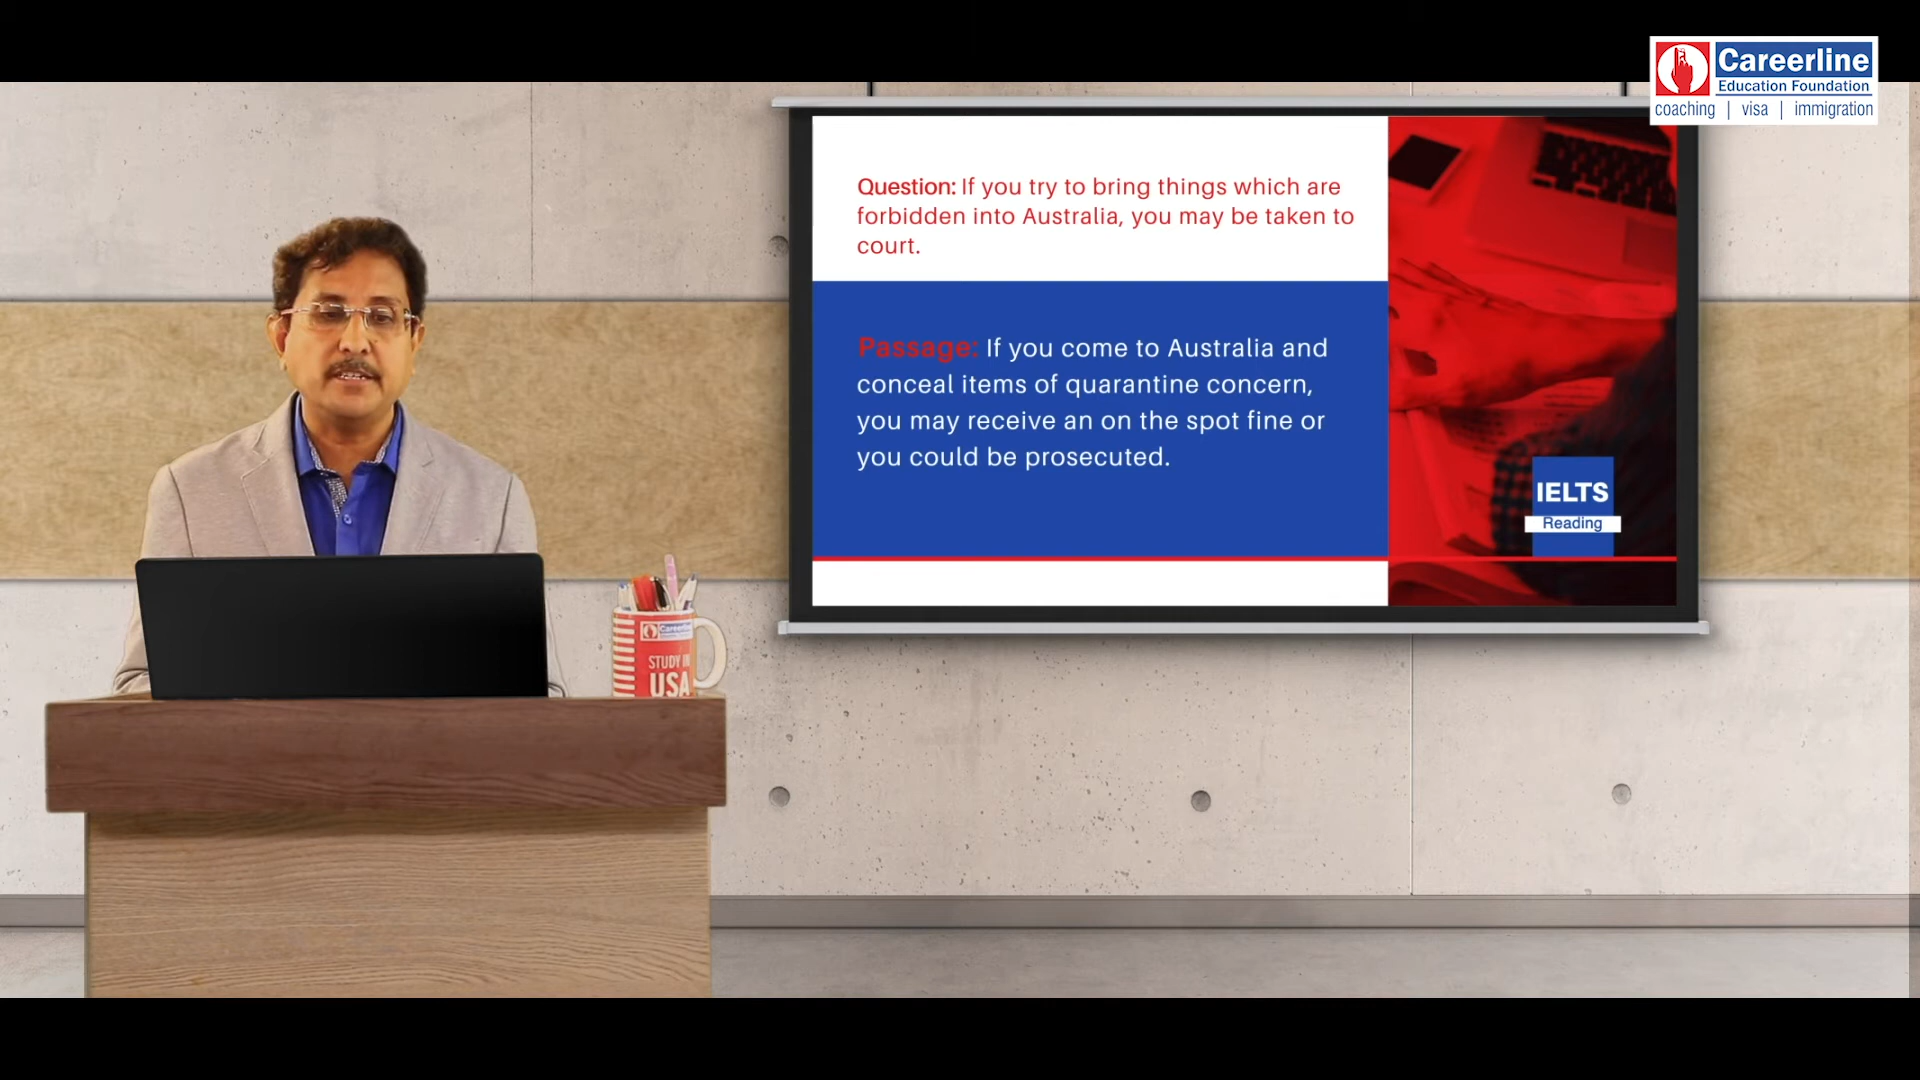 Careerline
Education Foundation
coaching | visa | immigration
Question: If you try to bring things which are
forbidden into Australia, you may be taken to
court.
Passage: If you come to Australia and
conceal items of quarantine concern,
you may receive an on the spot fine or
you could be prosecuted.
IELTS
Reading
Careerline
STUDY IN
USA